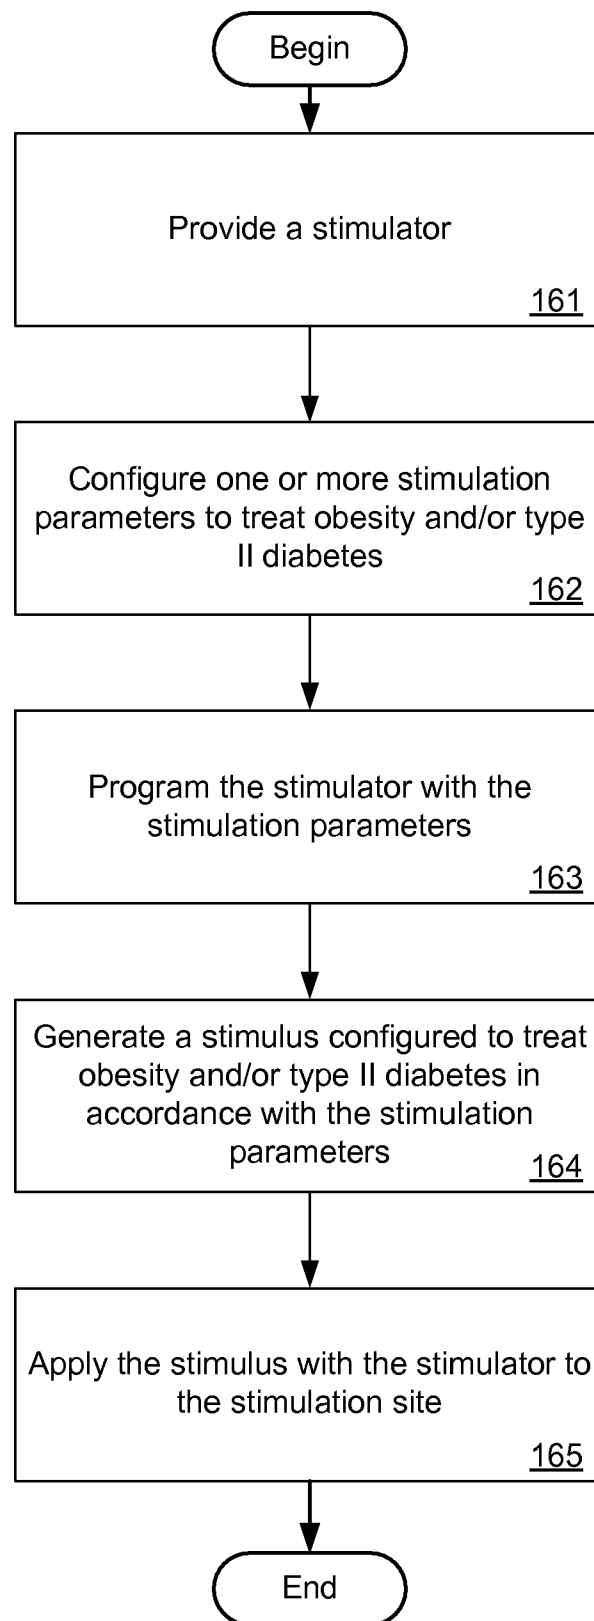 Begin
Provide a stimulator
161
Configure one or more stimulation
parameters to treat obesity and/or type
II diabetes
162
Program the stimulator with the
stimulation parameters
163
Generate a stimulus configured to treat
obesity and/or type II diabetes in
accordance with the stimulation
parameters
164
Apply the stimulus with the stimulator to
the stimulation site
165
End